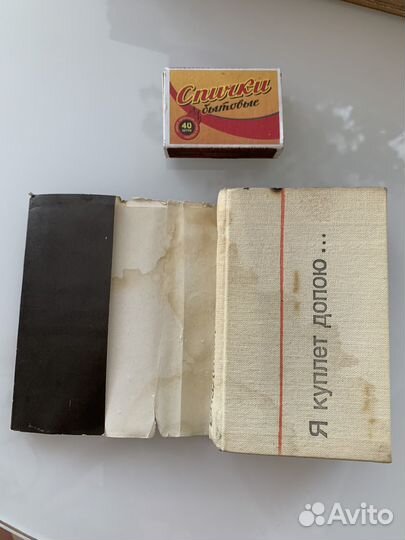 Спички
бытовые
40
Я куплет допою...
Avito